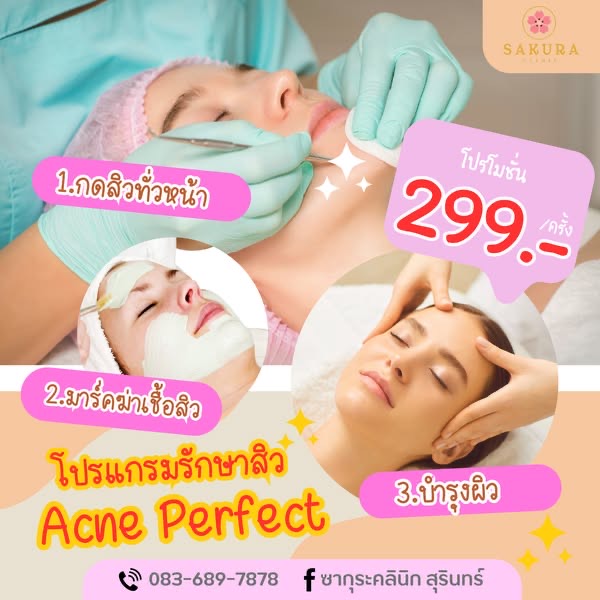 SAKURA
CLINIC
1.กดสิวทั่วหน้า
โปรโมชั่น
299.-
/ครั้ง
2.มาร์คฆ่าเชื้อสิว
โปรแกรมรักษาสิว
Acne Perfect
3.บำรุงผิว
083-689-7878
ซากุระคลินิก สุรินทร์